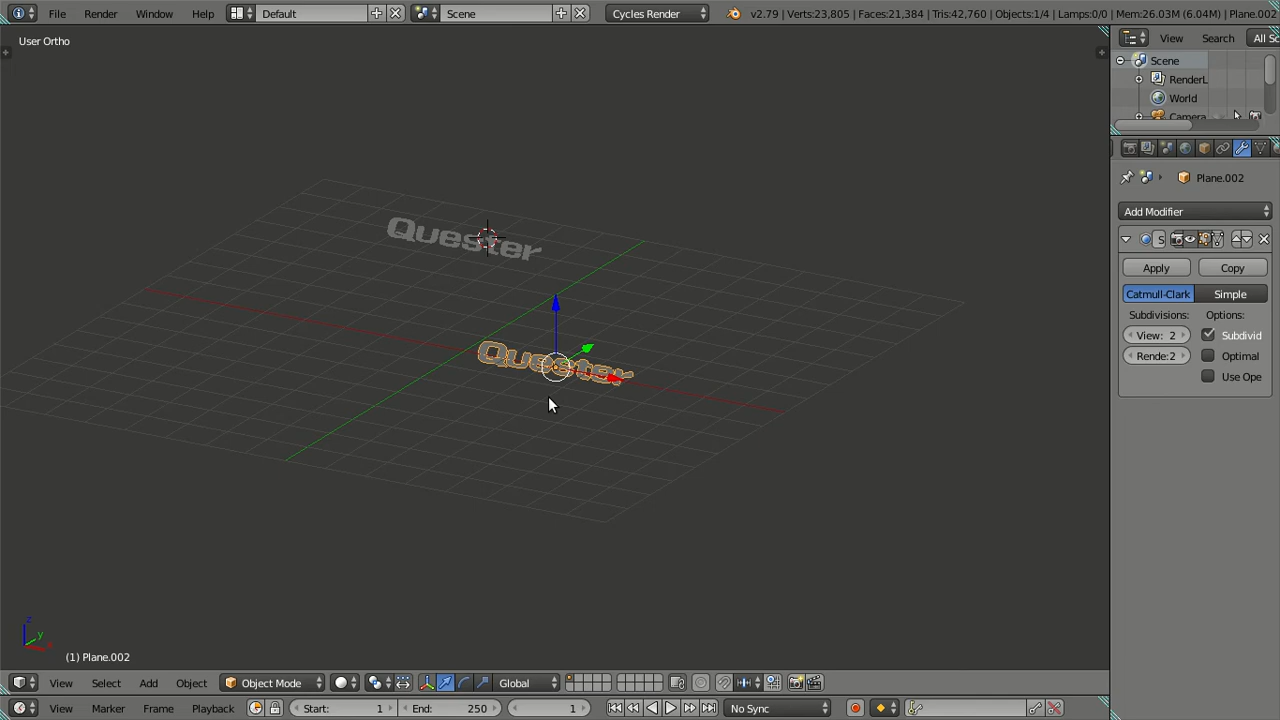 File Render Window Help Default Scene Cycles Render v2.79 | Verts:23,805 | Faces:21,384 | Tris:42,760 | Objects:1/4 | Lamps:0/0 | Mem:26.03M (6.04M) | Plane.002
User Ortho
View Search All Sc
Scene
RenderL
World
Camera
Plane.002
Add Modifier
S
Apply Copy
Catmull-Clark Simple
Subdivisions: Options:
View: 2 Subdivid
Rende:2 Optimal
Use Ope
Quester
Quester
z
y
x
(1) Plane.002
View Select Add Object Object Mode Global
View Marker Frame Playback Start: 1 End: 250 1 No Sync